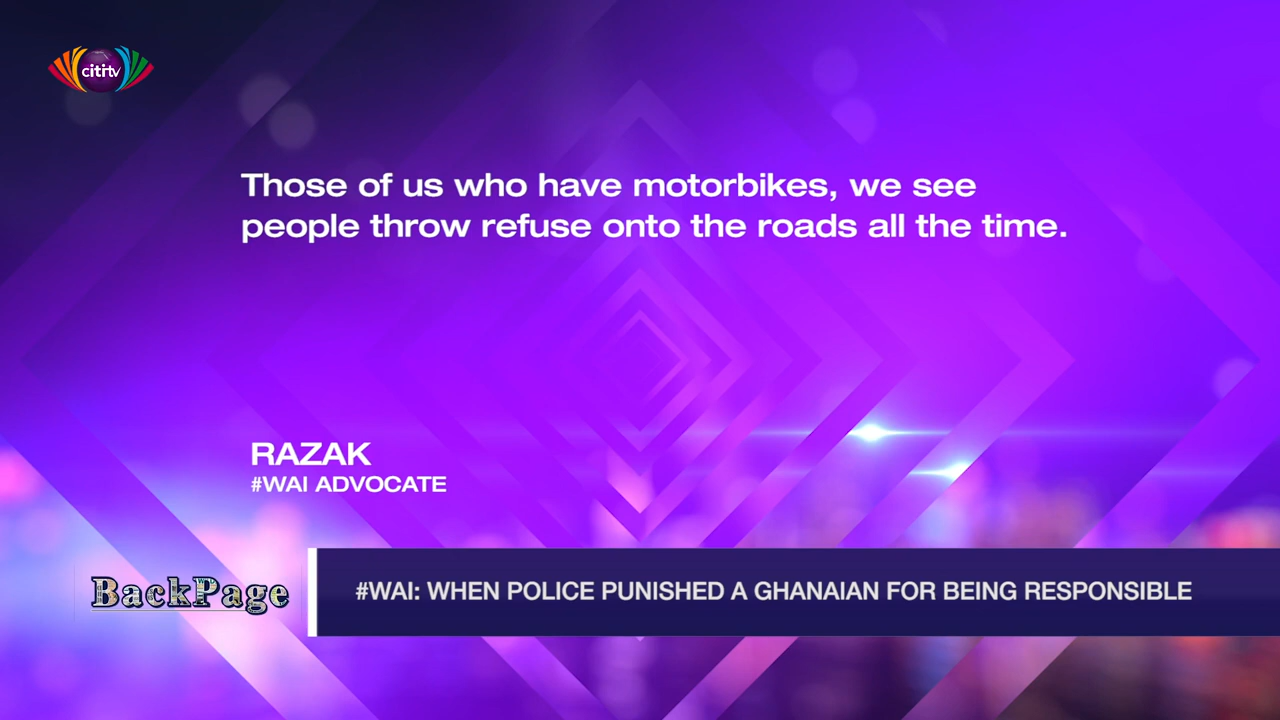 citi tv
Those of us who have motorbikes, we see
people throw refuse onto the roads all the time.
RAZAK
#WAI ADVOCATE
BackPage
#WAI: WHEN POLICE PUNISHED A GHANAIAN FOR BEING RESPONSIBLE